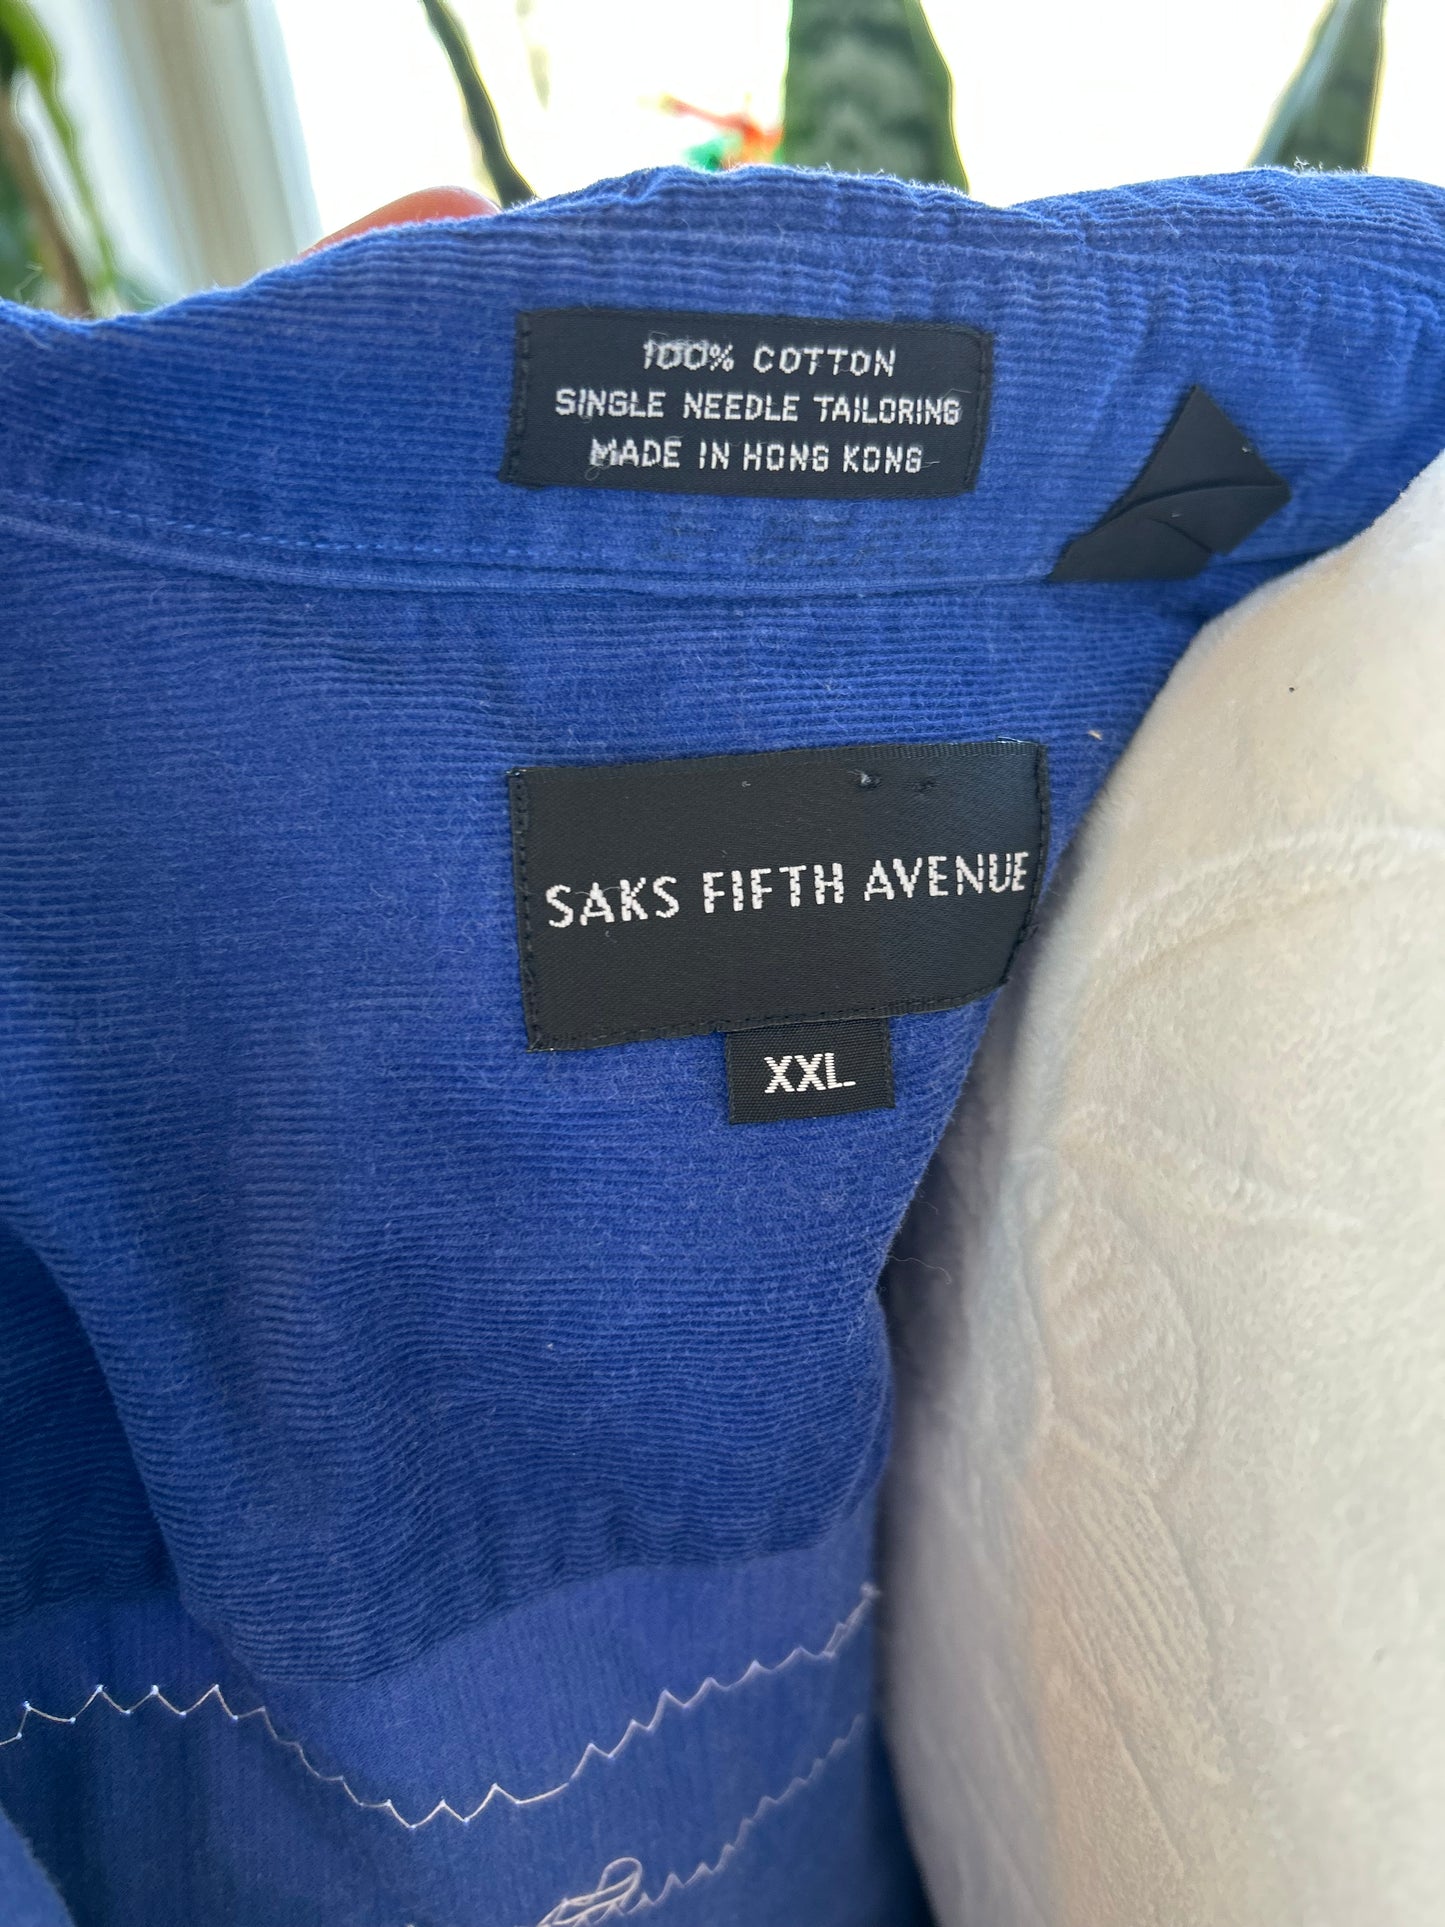 100% COTTON
SINGLE NEEDLE TAILORING
MADE IN HONG KONG
SAKS FIFTH AVENUE
XXL